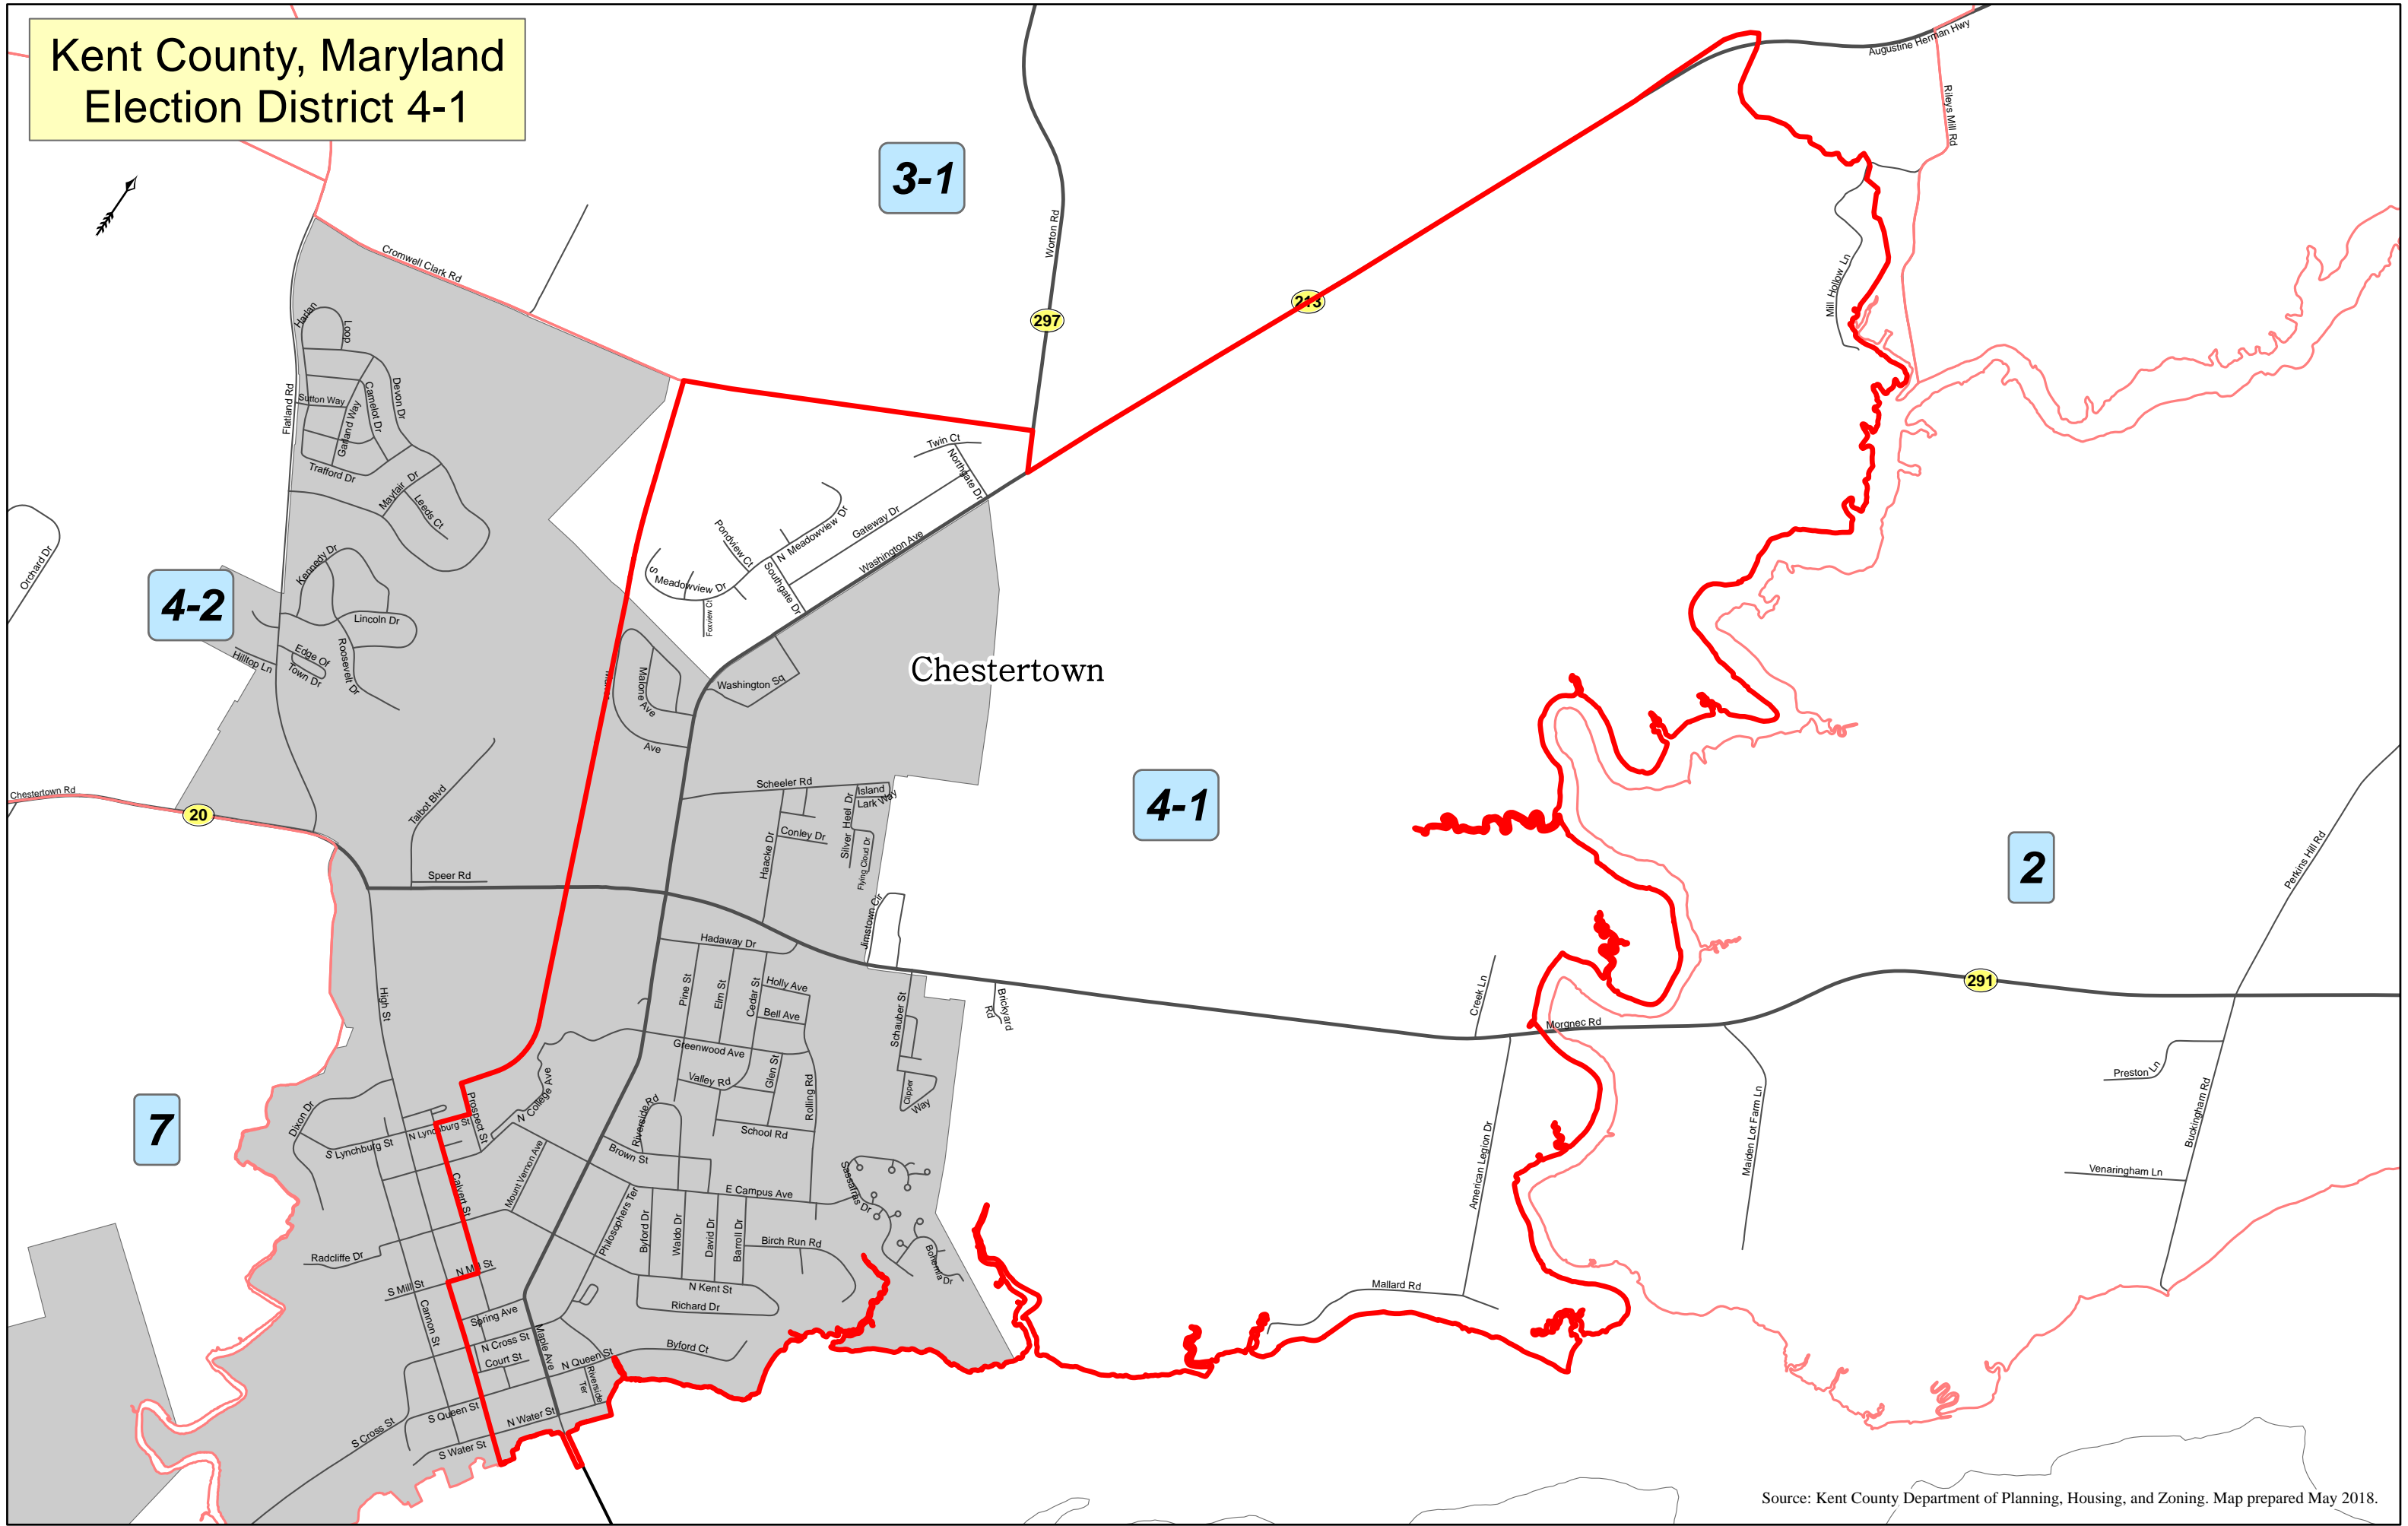 Kent County, Maryland
Election District 4-1
Augustine Herman Hwy
Rileys Mill Rd
3-1
Worton Rd
Cromwell Clark Rd
Mill Hollow Ln
213
297
Harlan
Loop
Flatland Rd
Sutton Way
Garland Way
Camelot Dr
Devon Dr
Trafford Dr
Mayfair Dr
Leeds Ct
Twin Ct
Northgate Dr
Gateway Dr
N Meadowview Dr
Pondview Ct
Washington Ave
Southgate Dr
S Meadowview Dr
Foxview Ct
Orchard Dr
Kennedy Dr
4-2
Lincoln Dr
Edge Of
Town Dr
Hilltop Ln
Roosevelt Dr
Malone Ave
Ave
Washington Sq
Chestertown
Chestertown Rd
20
Talbot Blvd
Speer Rd
Scheeler Rd
Island
Lark Way
Silver Heel Dr
Conley Dr
Haacke Dr
Flying Cloud Dr
Jimstown Cir
4-1
2
Perkins Hill Rd
291
Hadaway Dr
Pine St
Elm St
Cedar St
Holly Ave
Bell Ave
High St
Schauber St
Brickyard
Rd
Creek Ln
Morgnec Rd
Greenwood Ave
Valley Rd
Glen St
Rolling Rd
Clipper
Way
Preston Ln
Buckingham Rd
Maiden Lot Farm Ln
American Legion Dr
Venaringham Ln
7
Dixon Dr
Prospect St
N College Ave
N Lynchburg St
S Lynchburg St
Riverside Rd
School Rd
Brown St
Calvert St
Mount Vernon Ave
E Campus Ave
Sassafras Dr
Philosophers Ter
Byford Dr
Waldo Dr
David Dr
Barroll Dr
Birch Run Rd
Bohemia Dr
Radcliffe Dr
N Mill St
S Mill St
N Kent St
Richard Dr
Mallard Rd
Cannon St
Spring Ave
N Cross St
Court St
Maple Ave
N Queen St
Byford Ct
Riverside
Ter
S Queen St
N Water St
S Cross St
S Water St
Source: Kent County Department of Planning, Housing, and Zoning. Map prepared May 2018.